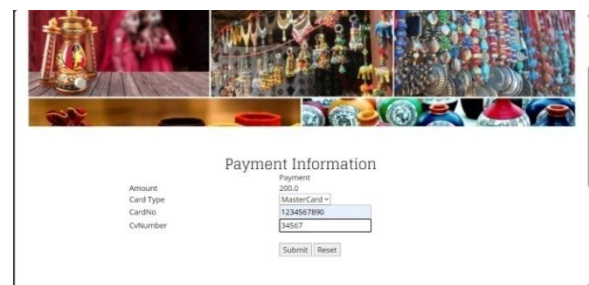 Payment Information
Payment
Amount 200.0
Card Type MasterCard
CardNo 1234567890
CvNumber 34567
Submit Reset